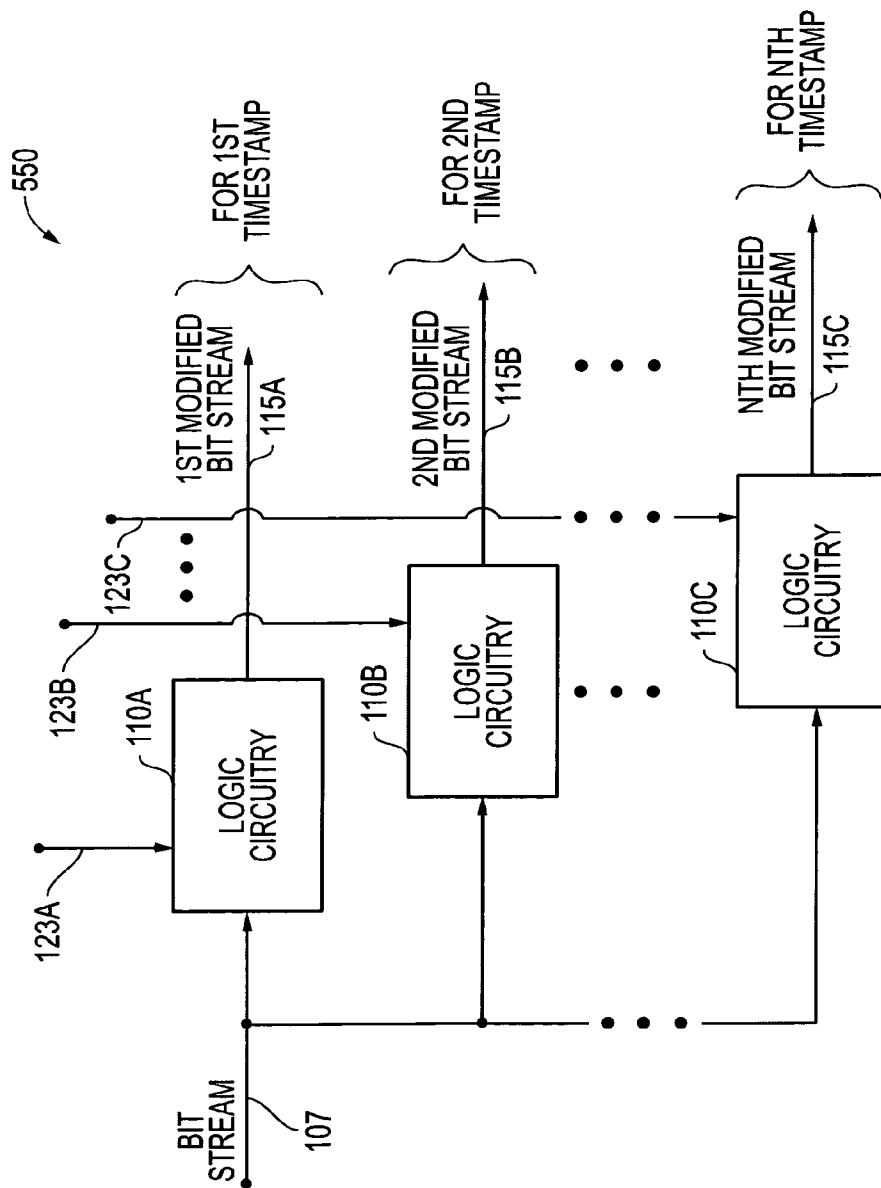 550
123A
123B
123C
1ST MODIFIED
BIT STREAM
115A
FOR 1ST
TIMESTAMP
110A
LOGIC
CIRCUITRY
BIT
STREAM
107
2ND MODIFIED
BIT STREAM
115B
FOR 2ND
TIMESTAMP
110B
LOGIC
CIRCUITRY
NTH MODIFIED
BIT STREAM
115C
FOR NTH
TIMESTAMP
110C
LOGIC
CIRCUITRY